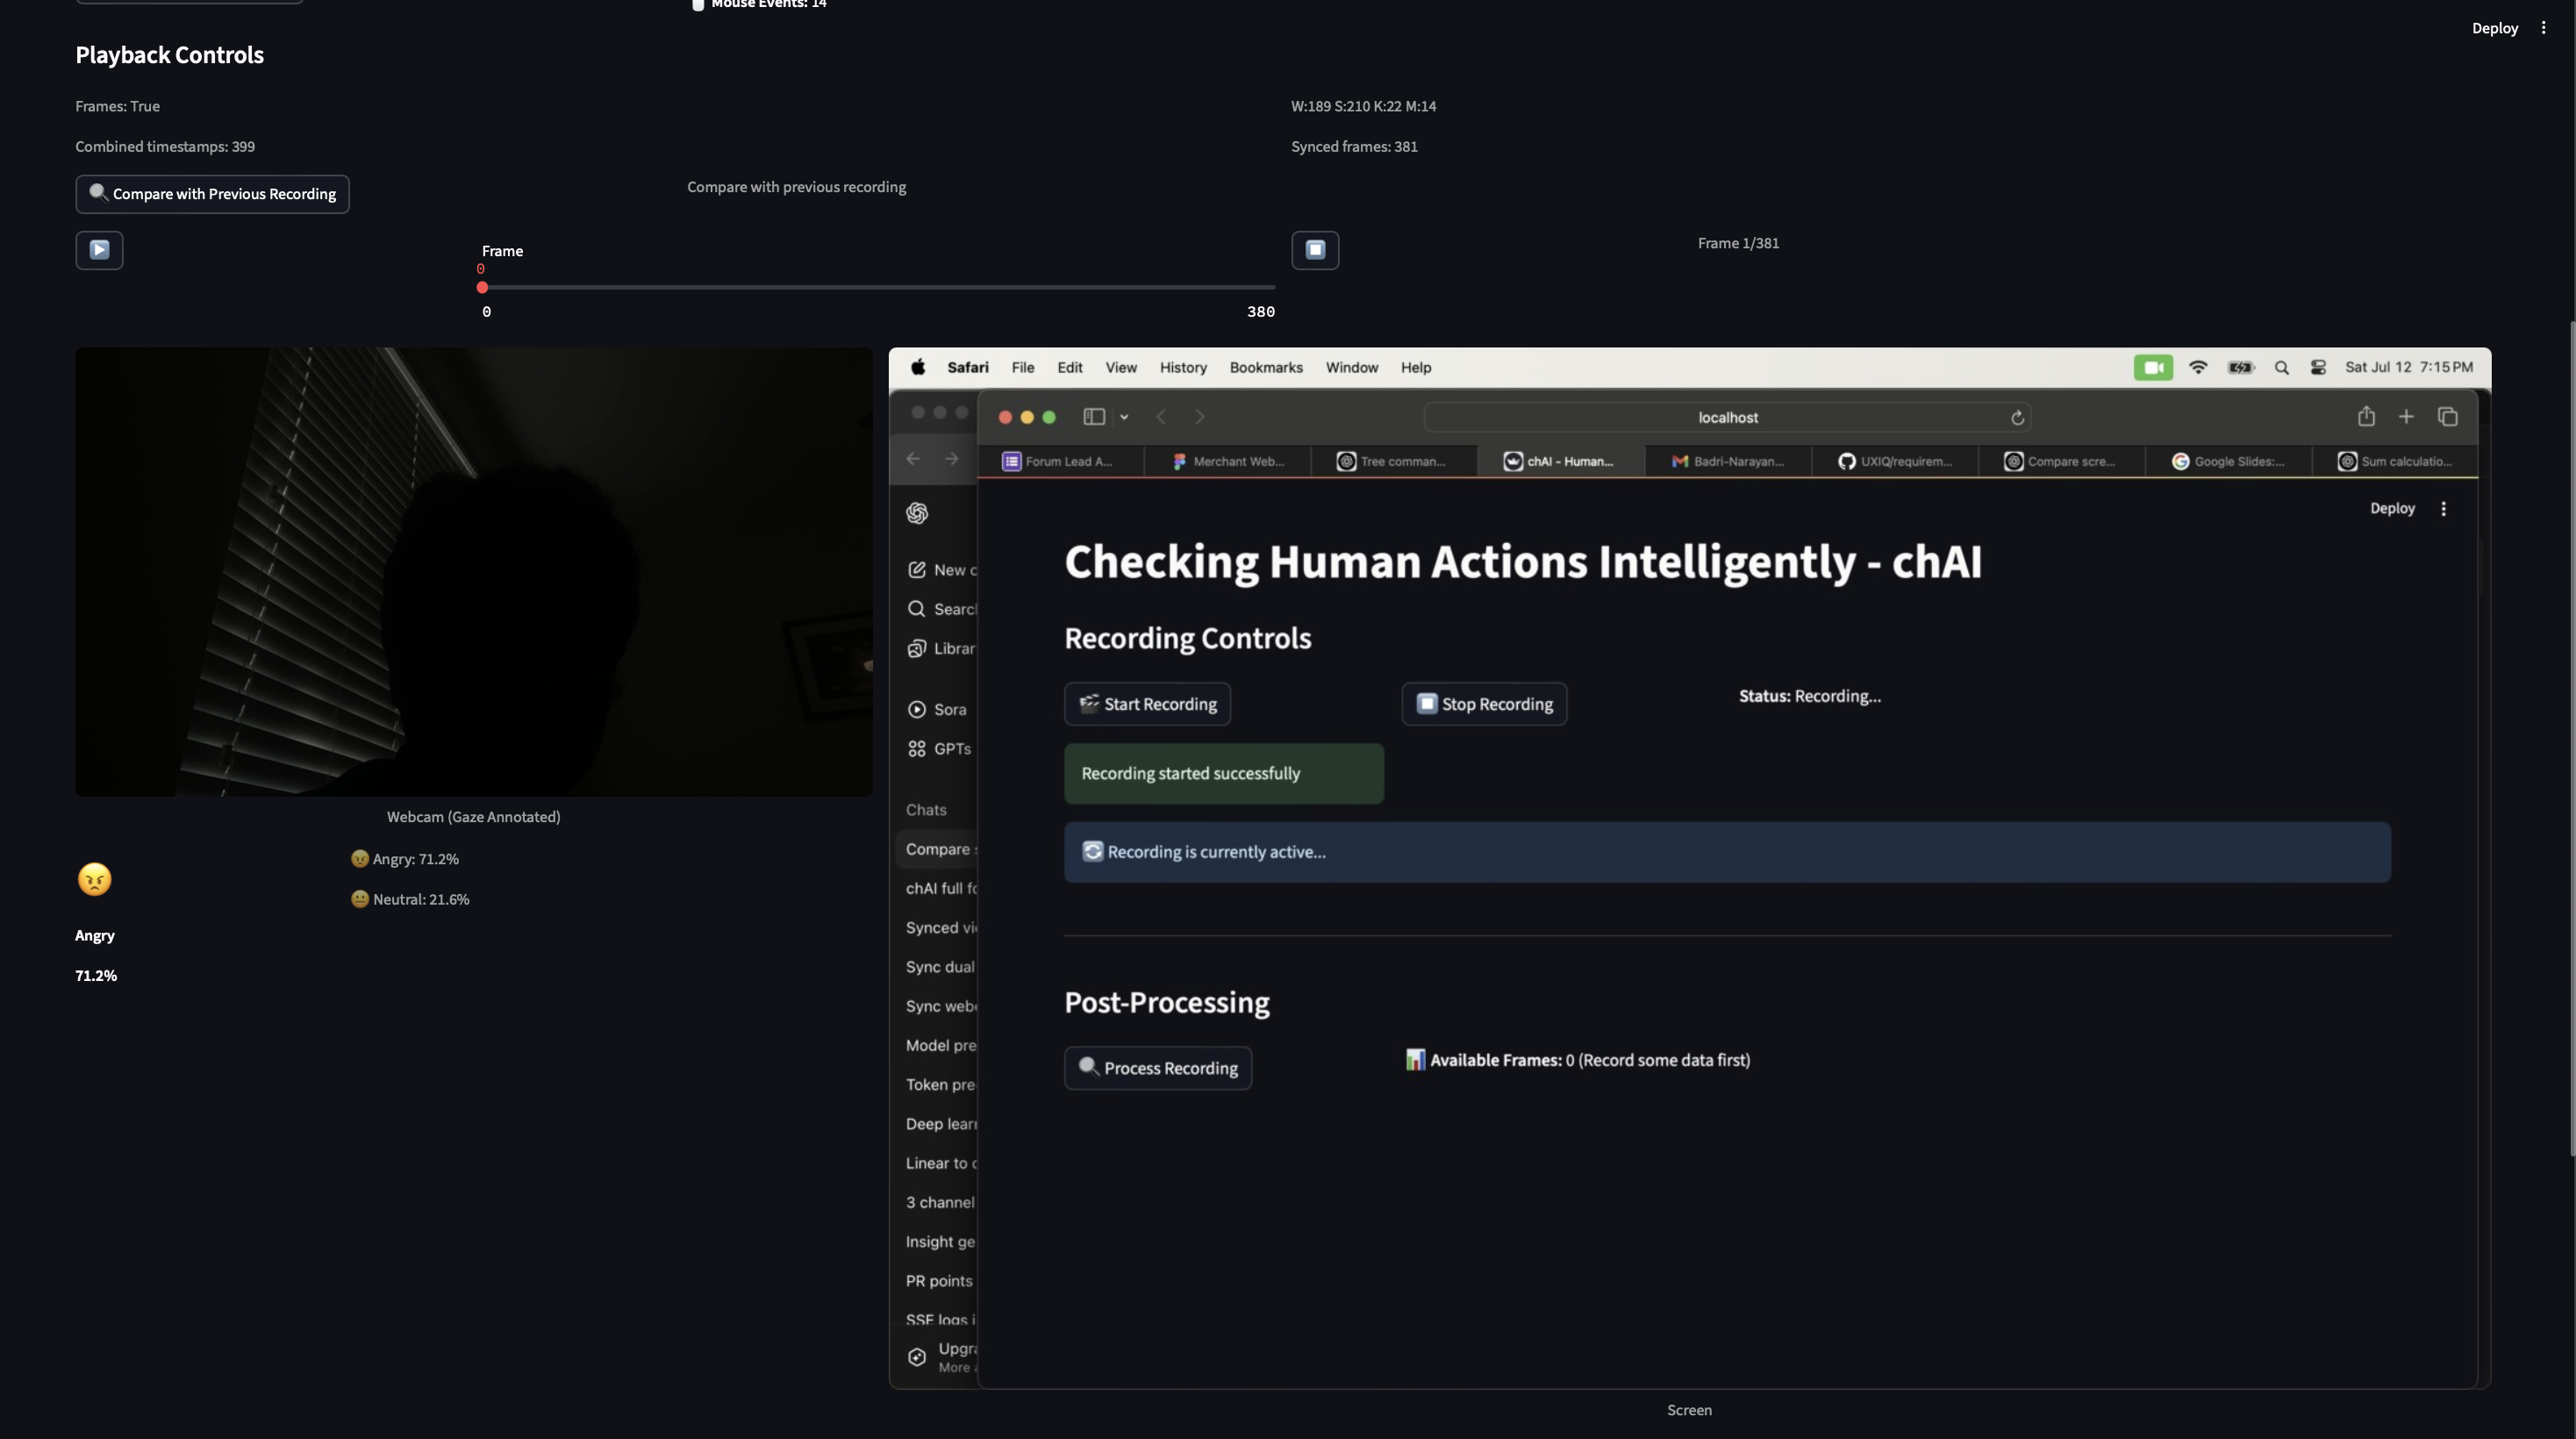 Mouse Events: 14
Deploy
Playback Controls
Frames: True
W:189 S:210 K:22 M:14
Combined timestamps: 399
Synced frames: 381
Compare with Previous Recording
Compare with previous recording
Frame
0
0
380
Frame 1/381
Webcam (Gaze Annotated)
Angry: 71.2%
Neutral: 21.6%
Angry
71.2%
Safari File Edit View History Bookmarks Window Help
Sat Jul 12 7:15 PM
localhost
Forum Lead A...
Merchant Web...
Tree comman...
chAI - Human...
Badri-Narayan...
UXIQ/requirem...
Compare scre...
Google Slides:...
Sum calculatio...
New c
Search
Librar
Sora
GPTs
Chats
Compare
chAI full fo
Synced vi
Sync dual
Sync web
Model pre
Token pre
Deep lear
Linear to
3 channel
Insight ge
PR points
SSE logs i
Upgra
More
Deploy
Checking Human Actions Intelligently - chAI
Recording Controls
Start Recording
Stop Recording
Status: Recording...
Recording started successfully
Recording is currently active...
Post-Processing
Process Recording
Available Frames: 0 (Record some data first)
Screen